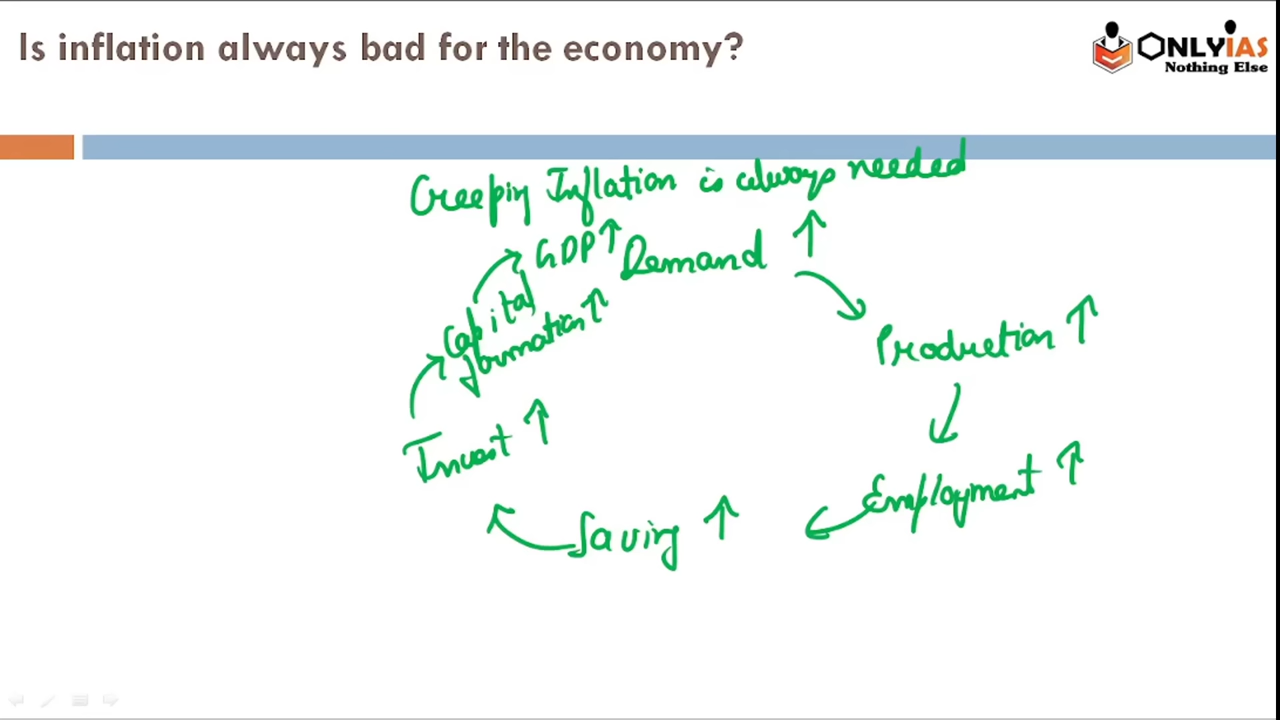 Is inflation always bad for the economy?
ONLYIAS
Nothing Else
Creeping Inflation is always needed
GDP↑ Demand ↑
Capital
formation↑
Production ↑
Invest ↑
Employment ↑
Saving ↑